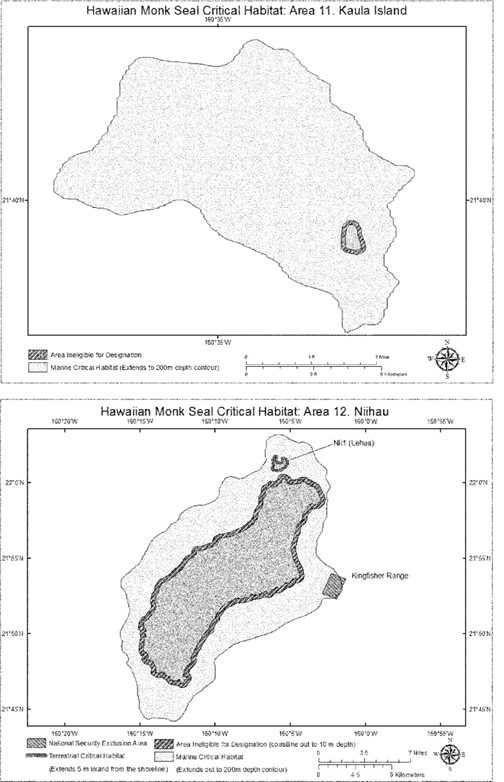 Hawaiian Monk Seal Critical Habitat: Area 11. Kaula Island
160°35'W
21°40'N 21°40'N
160°35'W
Area Ineligible for Designation
Marine Critical Habitat (Extends to 200m depth contour)
0 1.5 3 Miles
0 2.5 5 Kilometers
N
W E
S
Hawaiian Monk Seal Critical Habitat: Area 12. Niihau
160°20'W 160°15'W 160°10'W 160°5'W 160°0'W 159°55'W
Nii1 (Lehua)
22°0'N 22°0'N
21°55'N 21°55'N
Kingfisher Range
21°50'N 21°50'N
21°45'N 21°45'N
160°20'W 160°15'W 160°10'W 160°5'W 160°0'W 159°55'W
National Security Exclusion Area Area Ineligible for Designation (coastline out to 10 m depth)
Terrestrial Critical Habitat Marine Critical Habitat
(Extends 5 m inland from the shoreline) (Extends out to 200m depth contour)
0 3.5 7 Miles
0 4.5 9 Kilometers
N
W E
S